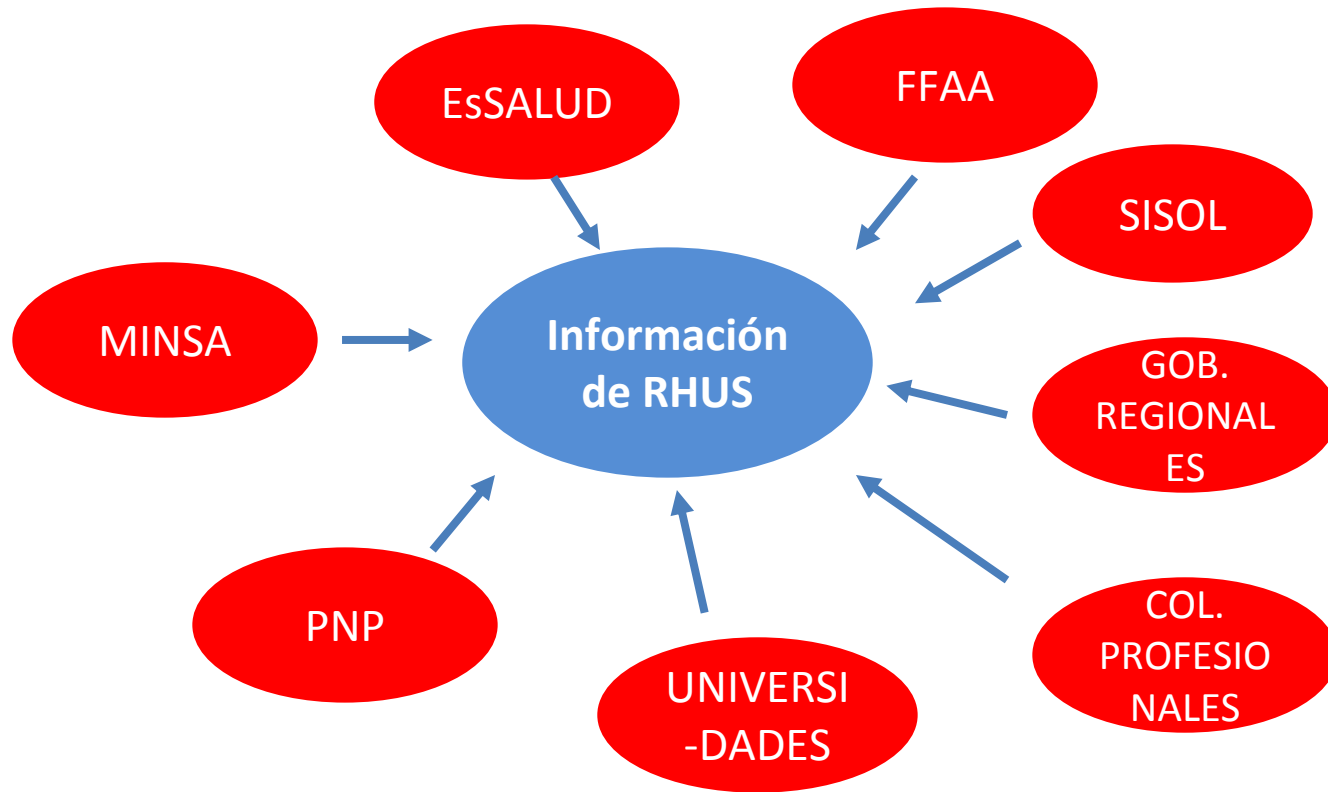 EsSALUD
FFAA
SISOL
MINSA
Información
de RHUS
GOB.
REGIONAL
ES
PNP
UNIVERSI
-DADES
COL.
PROFESIO
NALES